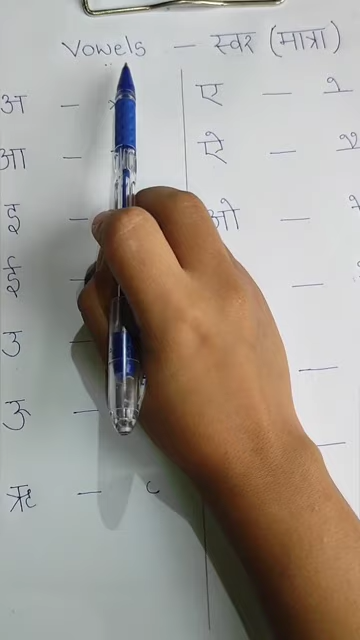 Vowels – स्वर (मात्रा)
अ –
आ –
इ –
ई –
उ –
ऊ –
ऋ –
ए –
ऐ –
ओ –
–
–
–